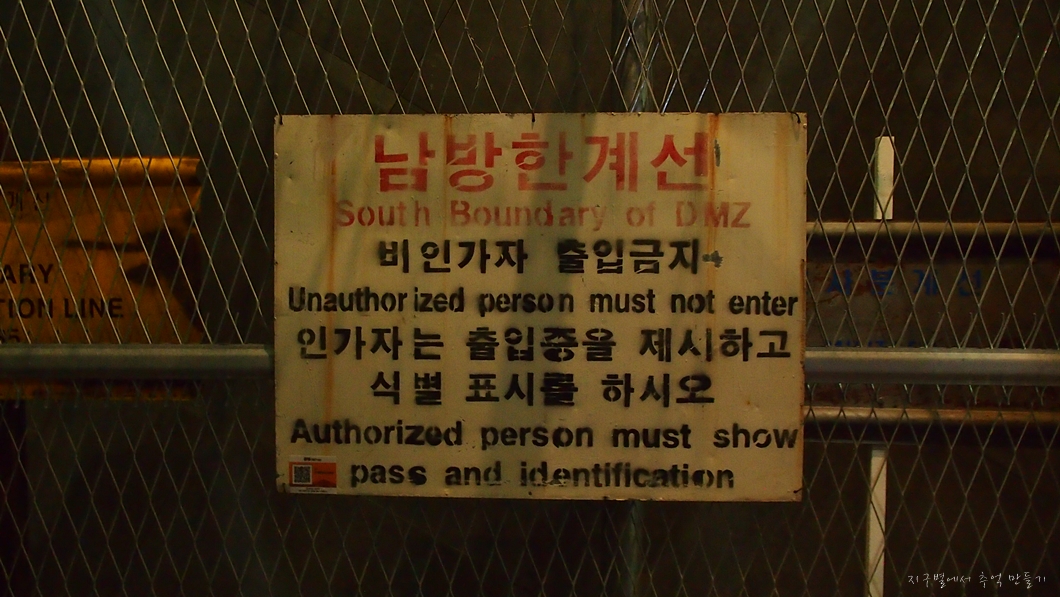 남방한계선
South Boundary of DMZ
비인가자 출입금지
Unauthorized person must not enter
인가자는 출입증을 제시하고
식별 표시를 하시오
Authorized person must show
pass and identification
ARY
TION LINE
지구별에서 추억 만들기